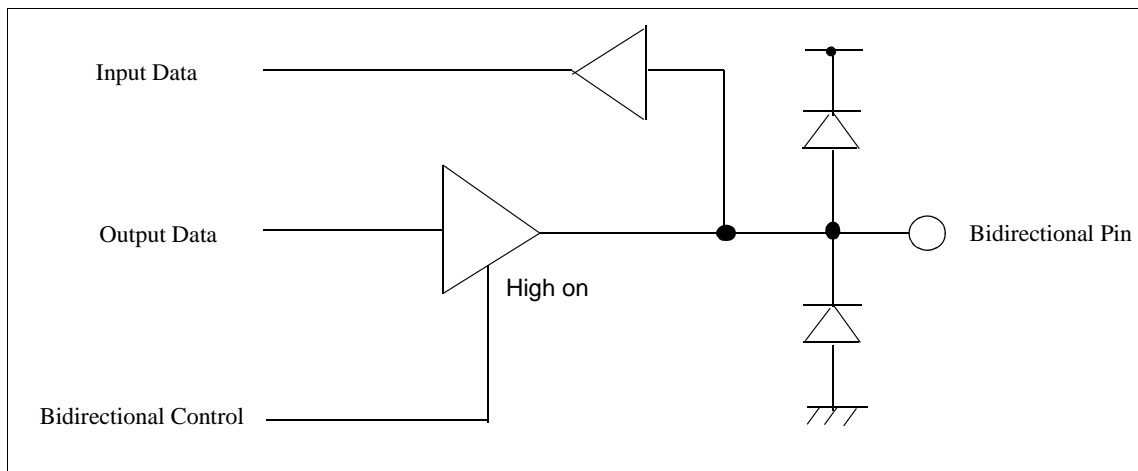 Input Data
Output Data
Bidirectional Pin
High on
Bidirectional Control